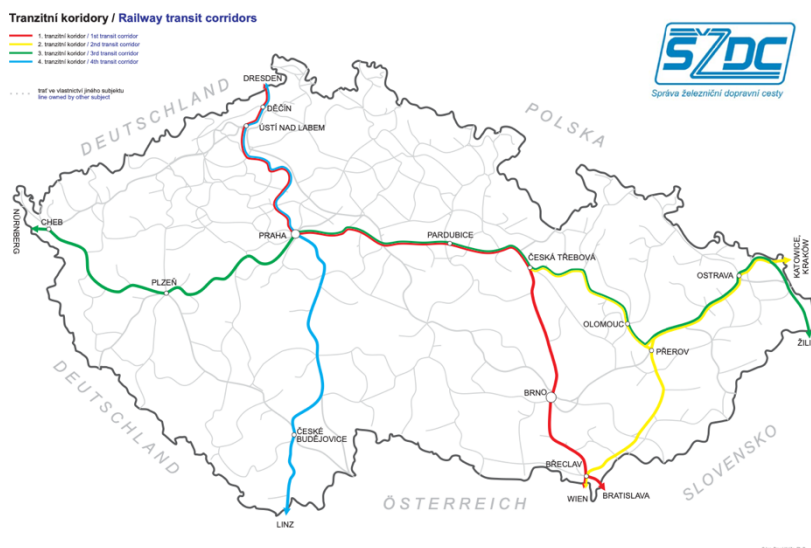 Tranzitní koridory / Railway transit corridors
1. tranzitní koridor / 1st transit corridor
2. tranzitní koridor / 2nd transit corridor
3. tranzitní koridor / 3rd transit corridor
4. tranzitní koridor / 4th transit corridor
trať ve vlastnictví jiného subjektu
line owned by other subject
SŽDC
Správa železniční dopravní cesty
DEUTSCHLAND
DRESDEN
DĚČÍN
ÚSTÍ NAD LABEM
POLSKA
NÜRNBERG
CHEB
PRAHA
PARDUBICE
ČESKÁ TŘEBOVÁ
KATOWICE,
KRAKÓW
OSTRAVA
PLZEŇ
OLOMOUC
PŘEROV
DEUTSCHLAND
BRNO
ČESKÉ
BUDĚJOVICE
BŘECLAV
SLOVENSKO
WIEN
BRATISLAVA
ÖSTERREICH
LINZ